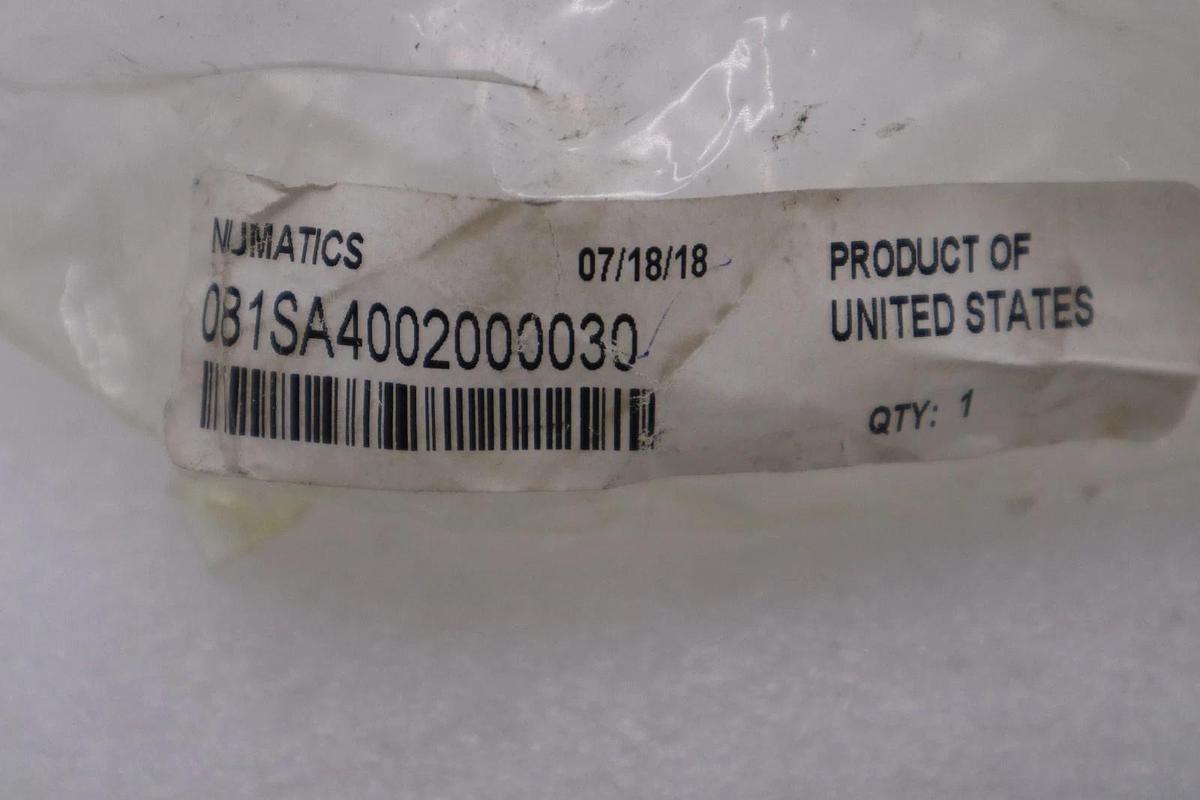 NUMATICS 07/18/18
081SA4002000030
PRODUCT OF
UNITED STATES
QTY: 1